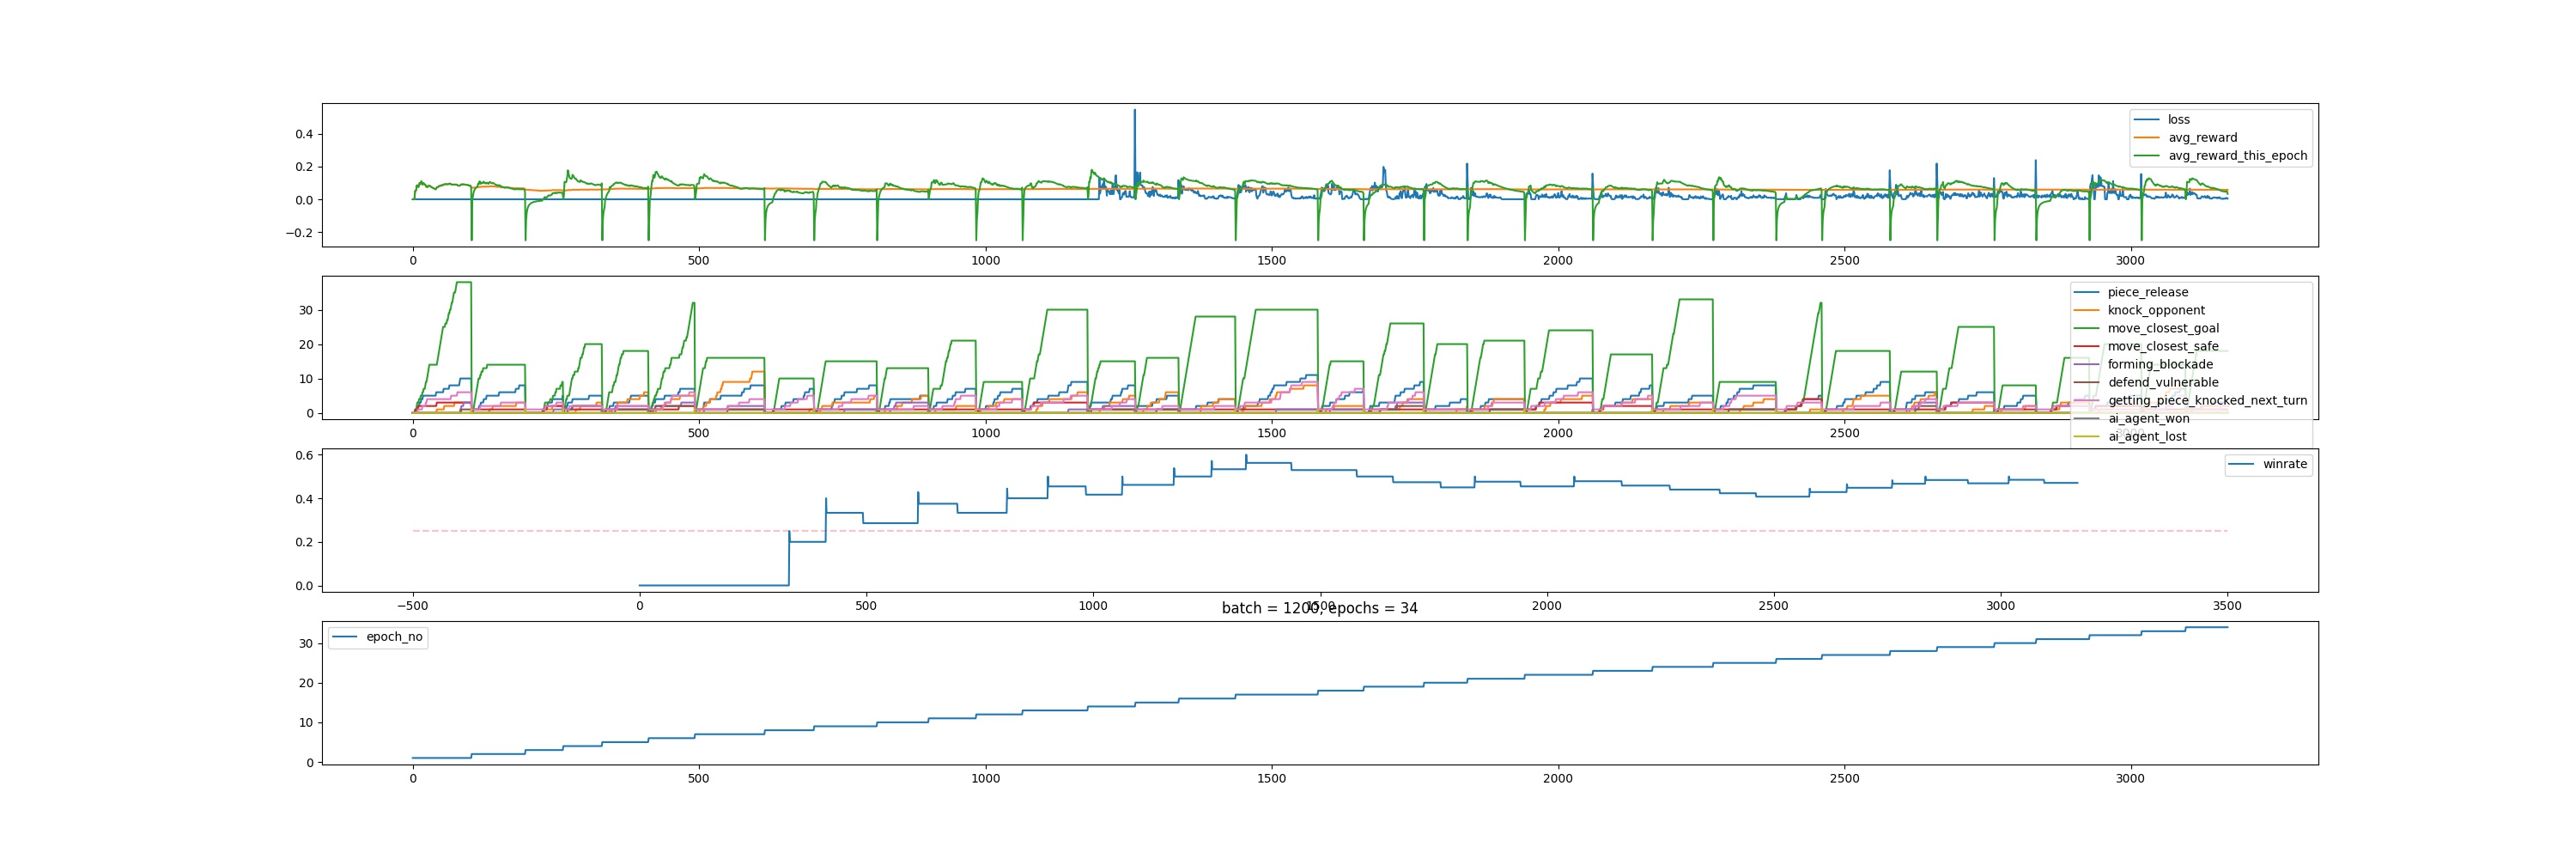 0.4
0.2
0.0
−0.2
loss
avg_reward
avg_reward_this_epoch
0 500 1000 1500 2000 2500 3000
30
20
10
0
piece_release
knock_opponent
move_closest_goal
move_closest_safe
forming_blockade
defend_vulnerable
getting_piece_knocked_next_turn
ai_agent_won
ai_agent_lost
0 500 1000 1500 2000 2500 3000
0.6
0.4
0.2
0.0
winrate
−500 0 500 1000 1500 2000 2500 3000 3500
batch = 1200, epochs = 34
30
20
10
0
epoch_no
0 500 1000 1500 2000 2500 3000